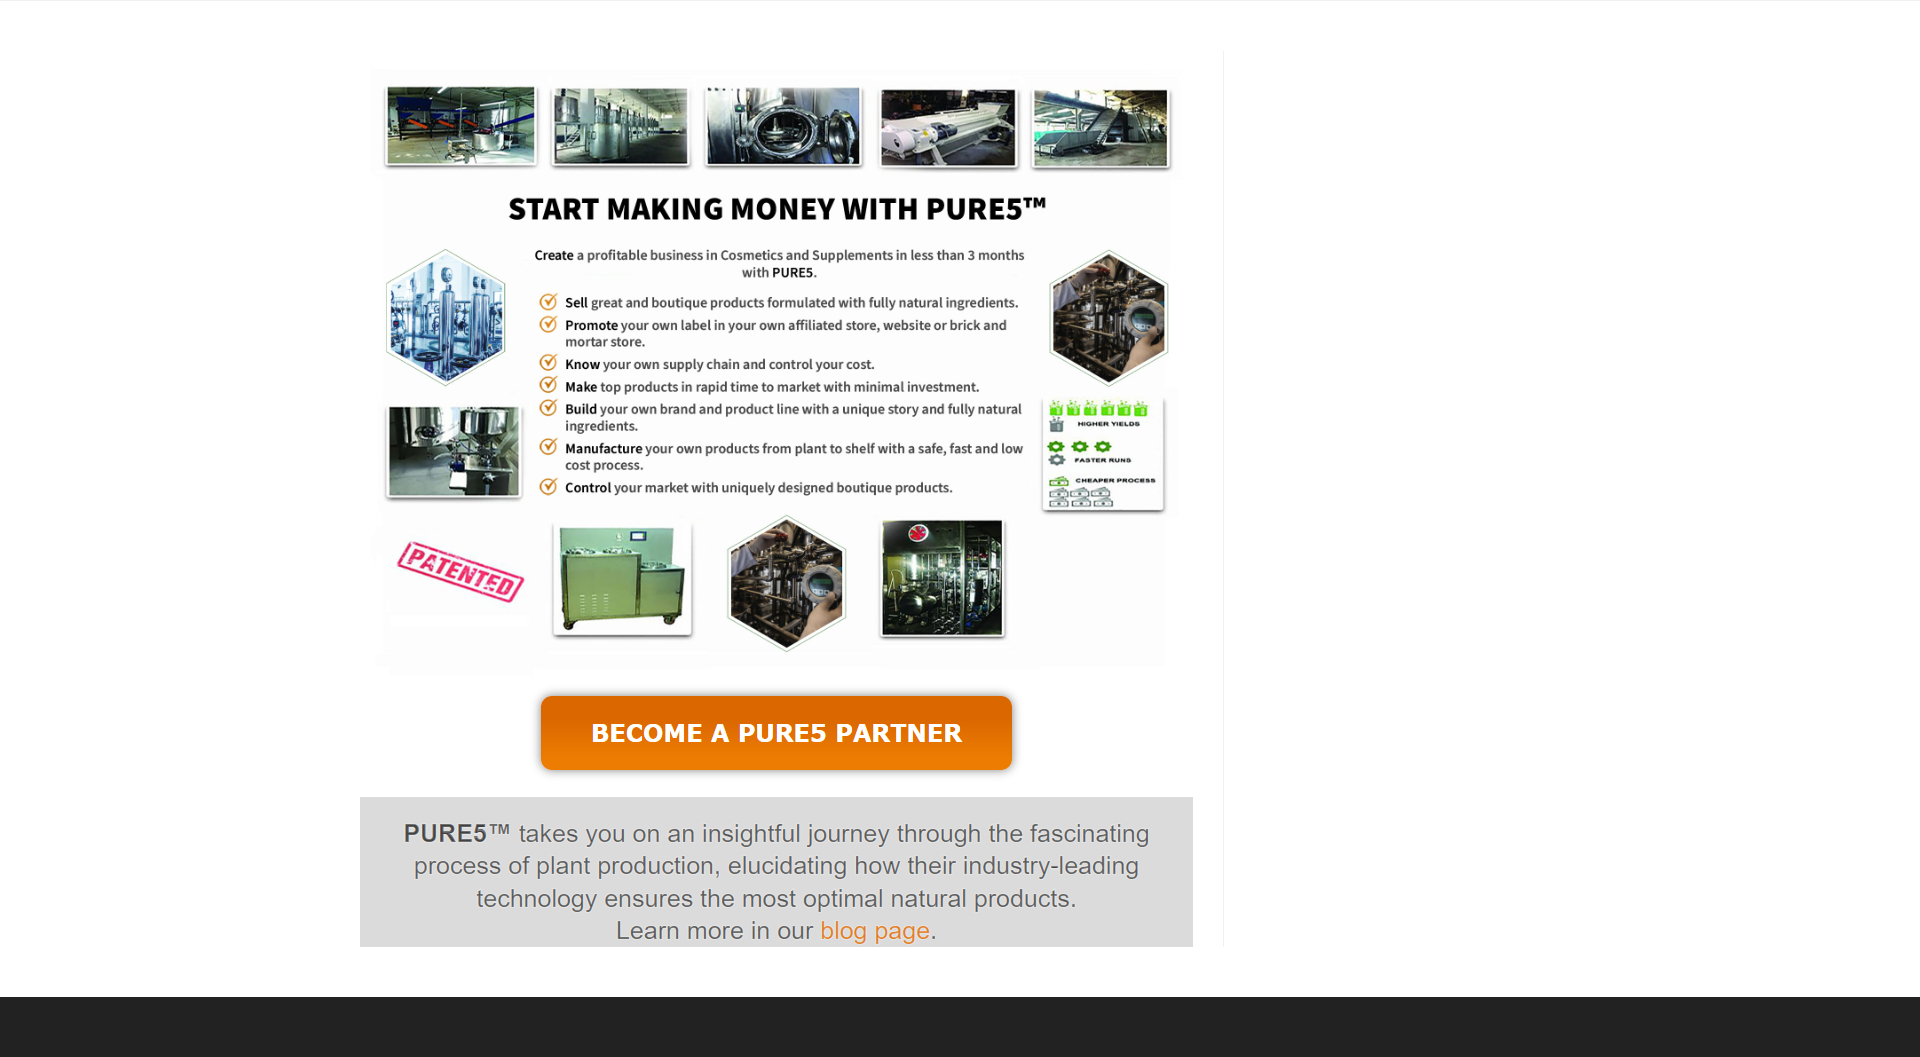 START MAKING MONEY WITH PURE5™
Create a profitable business in Cosmetics and Supplements in less than 3 months
with PURE5.
Sell great and boutique products formulated with fully natural ingredients.
Promote your own label in your own affiliated store, website or brick and
mortar store.
Know your own supply chain and control your cost.
Make top products in rapid time to market with minimal investment.
Build your own brand and product line with a unique story and fully natural
ingredients.
Manufacture your own products from plant to shelf with a safe, fast and low
cost process.
Control your market with uniquely designed boutique products.
HIGHER YIELDS
FASTER RUNS
CHEAPER PROCESS
PATENTED
BECOME A PURE5 PARTNER
PURE5™ takes you on an insightful journey through the fascinating
process of plant production, elucidating how their industry-leading
technology ensures the most optimal natural products.
Learn more in our blog page.